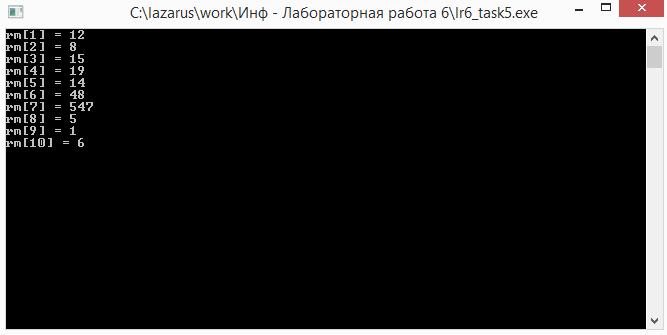 C:\lazarus\work\Инф - Лабораторная работа 6\lr6_task5.exe
rm[1] = 12
rm[2] = 8
rm[3] = 15
rm[4] = 19
rm[5] = 14
rm[6] = 48
rm[7] = 547
rm[8] = 5
rm[9] = 1
rm[10] = 6